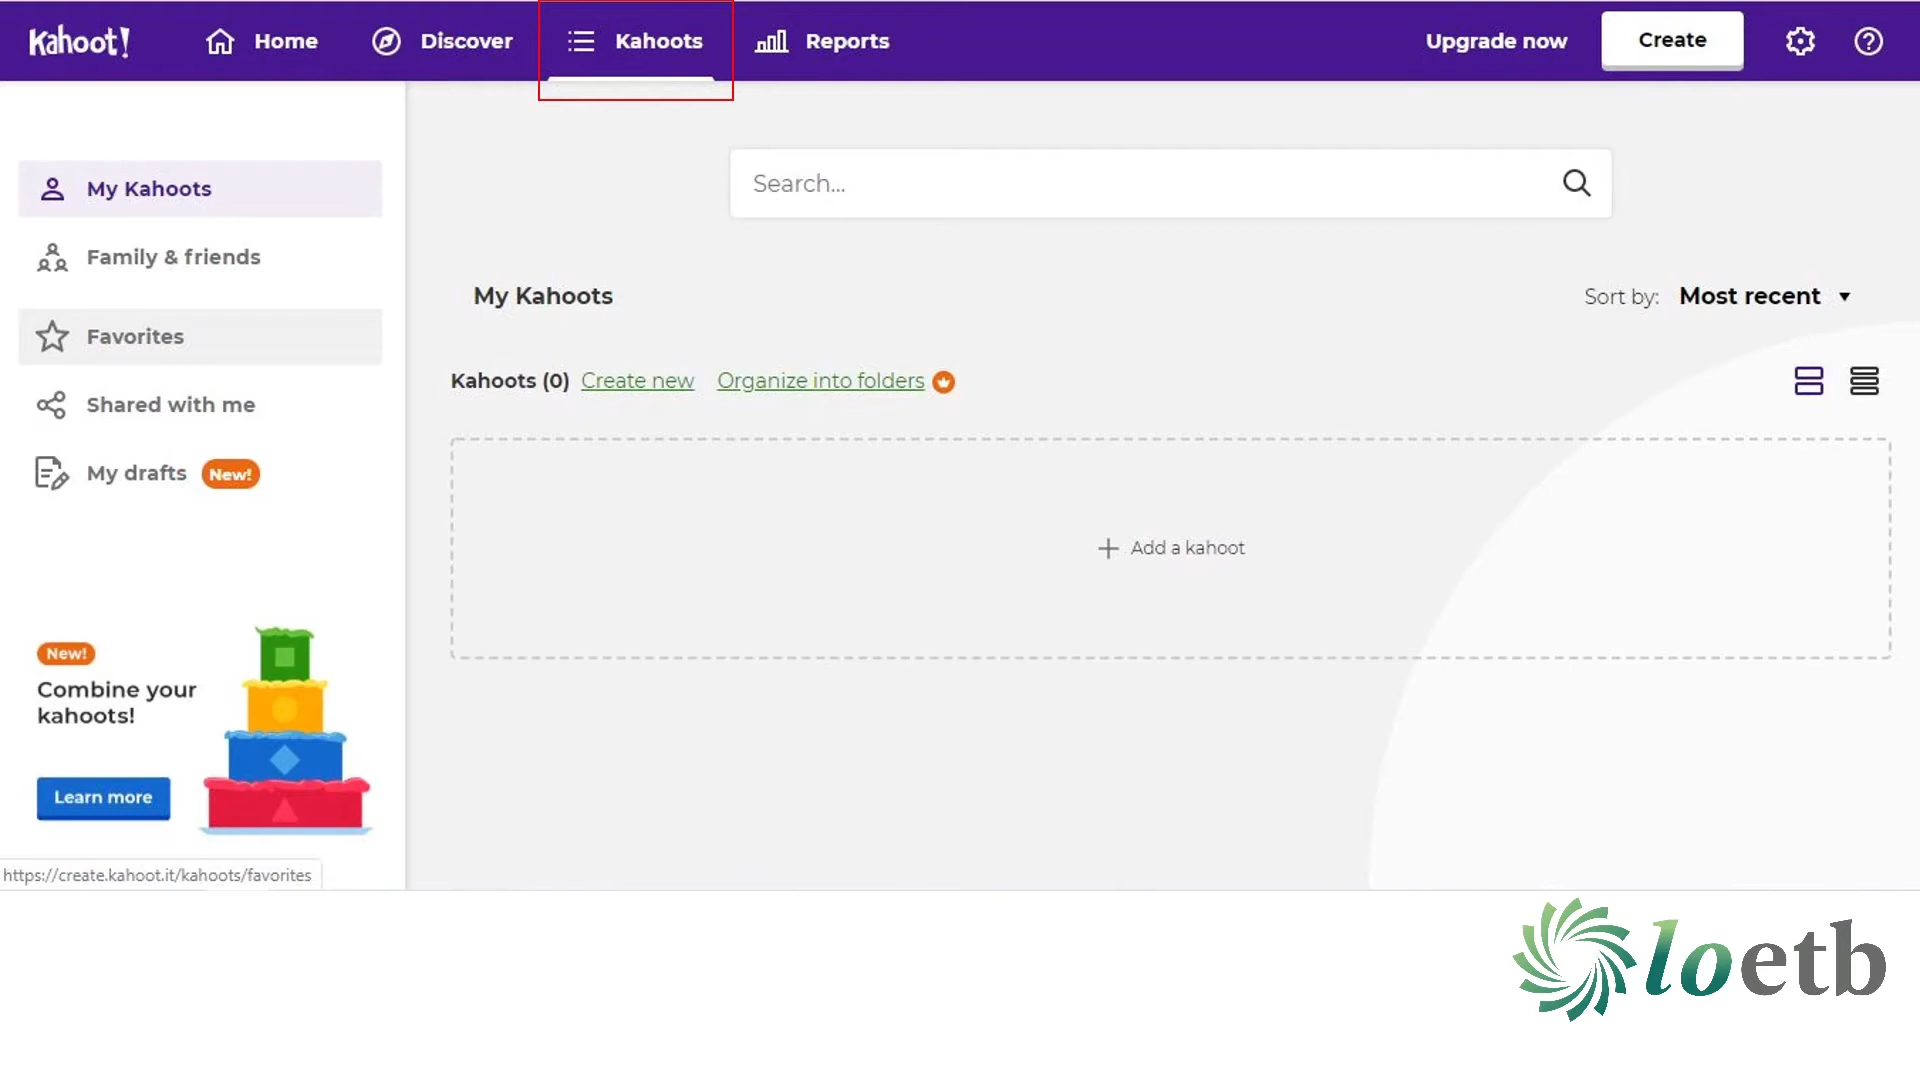 Kahoot!
Home
Discover
Kahoots
Reports
Upgrade now
Create
My Kahoots
Family & friends
Favorites
Shared with me
My drafts New!
Search...
My Kahoots
Sort by: Most recent
Kahoots (0) Create new Organize into folders
Add a kahoot
New!
Combine your
kahoots!
Learn more
https://create.kahoot.it/kahoots/favorites
loetb